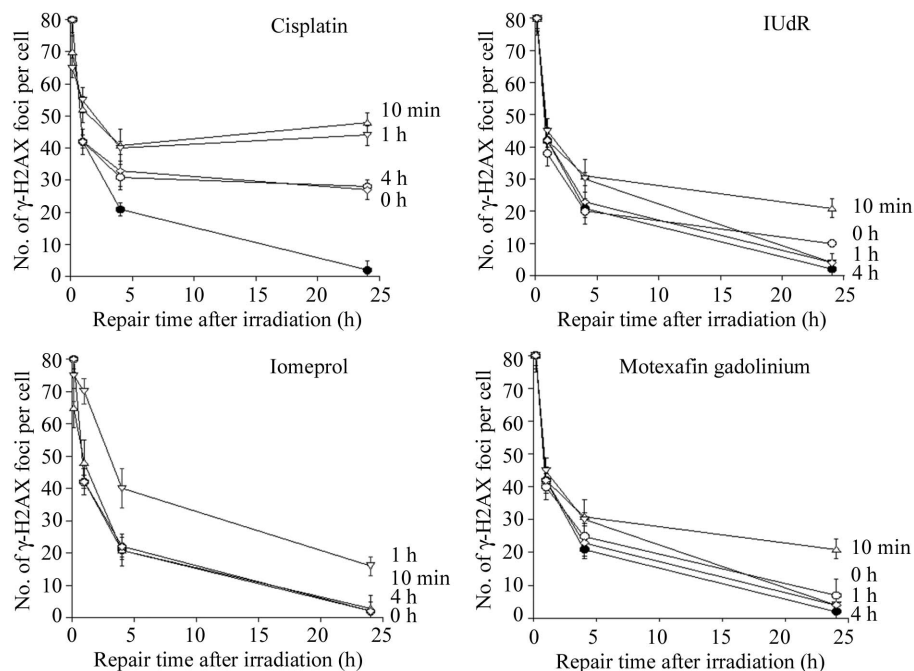 Cisplatin
No. of γ-H2AX foci per cell
80
70
60
50
40
30
20
10
0
10 min
1 h
4 h
0 h
0 5 10 15 20 25
Repair time after irradiation (h)
IUdR
No. of γ-H2AX foci per cell
80
70
60
50
40
30
20
10
0
10 min
0 h
1 h
4 h
0 5 10 15 20 25
Repair time after irradiation (h)
Iomeprol
No. of γ-H2AX foci per cell
80
70
60
50
40
30
20
10
0
1 h
10 min
4 h
0 h
0 5 10 15 20 25
Repair time after irradiation (h)
Motexafin gadolinium
No. of γ-H2AX foci per cell
80
70
60
50
40
30
20
10
0
10 min
0 h
1 h
4 h
0 5 10 15 20 25
Repair time after irradiation (h)